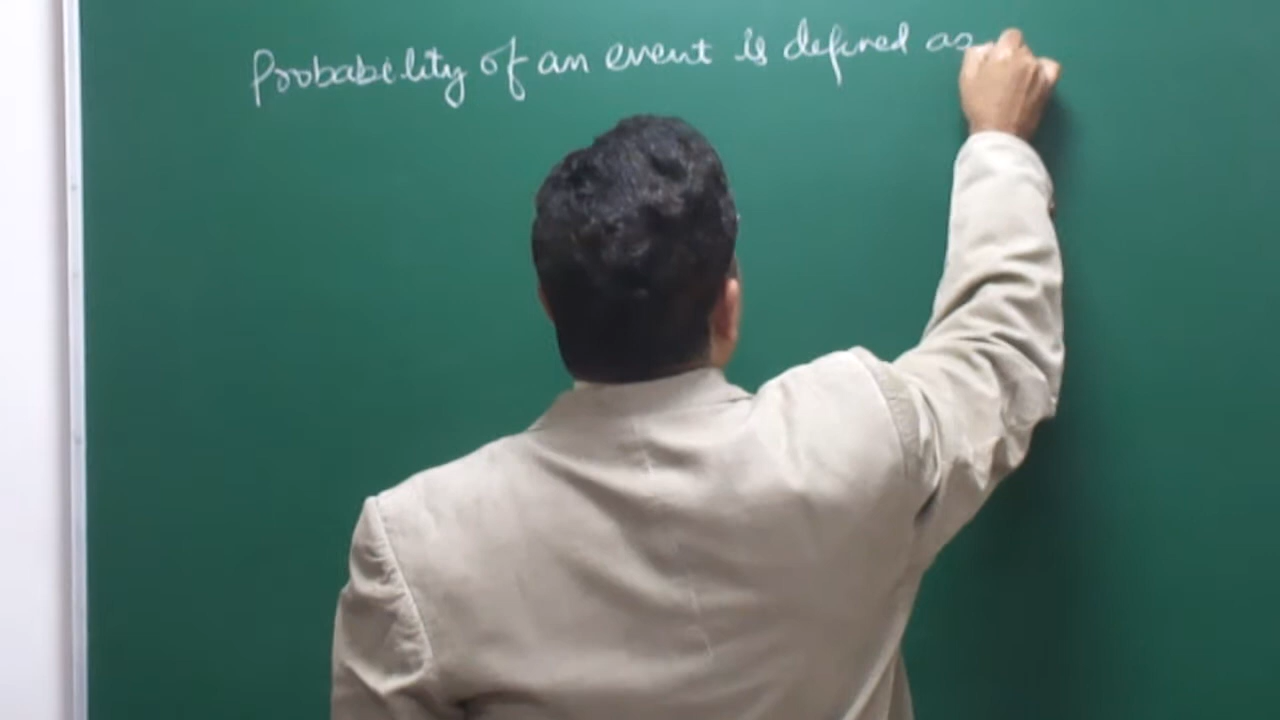 Probability of an event is defined as